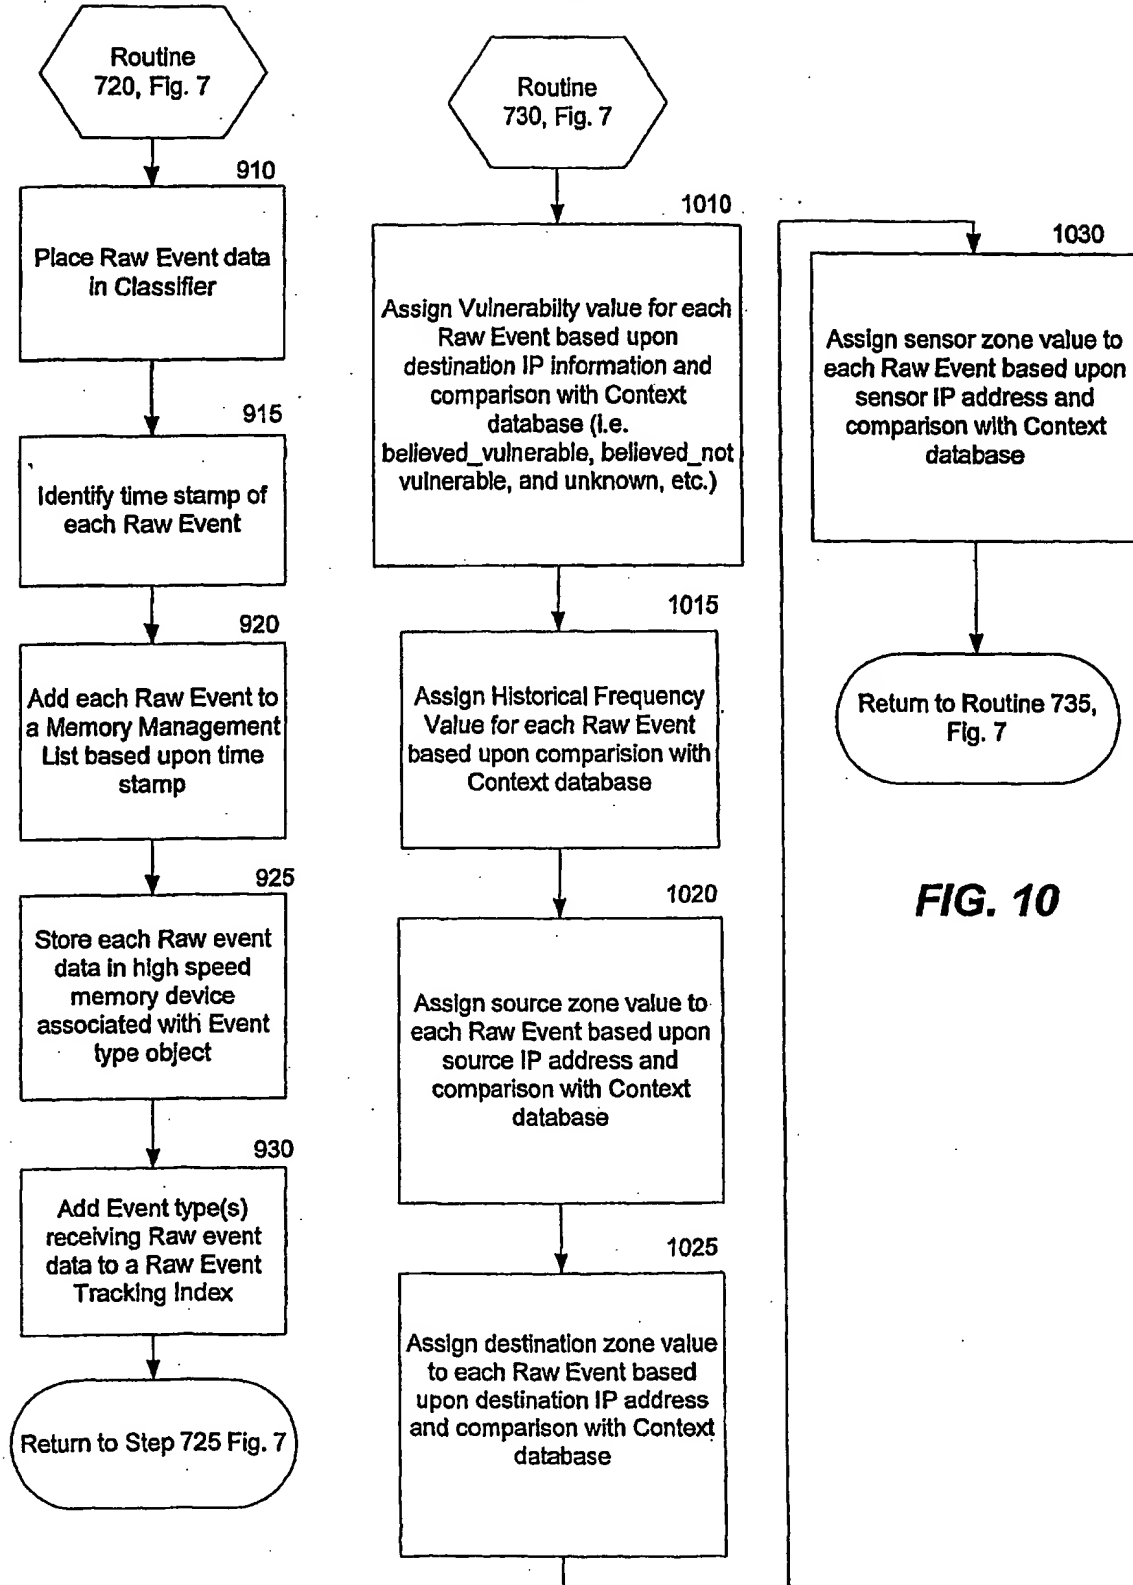 Routine
720, Fig. 7
910
Place Raw Event data
in Classifier
915
Identify time stamp of
each Raw Event
920
Add each Raw Event to
a Memory Management
List based upon time
stamp
925
Store each Raw event
data in high speed
memory device
associated with Event
type object
930
Add Event type(s)
receiving Raw event
data to a Raw Event
Tracking Index
Return to Step 725 Fig. 7
Routine
730, Fig. 7
1010
Assign Vulnerabilty value for each
Raw Event based upon
destination IP information and
comparison with Context
database (i.e.
believed_vulnerable, believed_not
vulnerable, and unknown, etc.)
1015
Assign Historical Frequency
Value for each Raw Event
based upon comparision with
Context database
1020
Assign source zone value to
each Raw Event based upon
source IP address and
comparison with Context
database
1025
Assign destination zone value
to each Raw Event based
upon destination IP address
and comparison with Context
database
1030
Assign sensor zone value to
each Raw Event based upon
sensor IP address and
comparison with Context
database
Return to Routine 735,
Fig. 7
FIG. 10